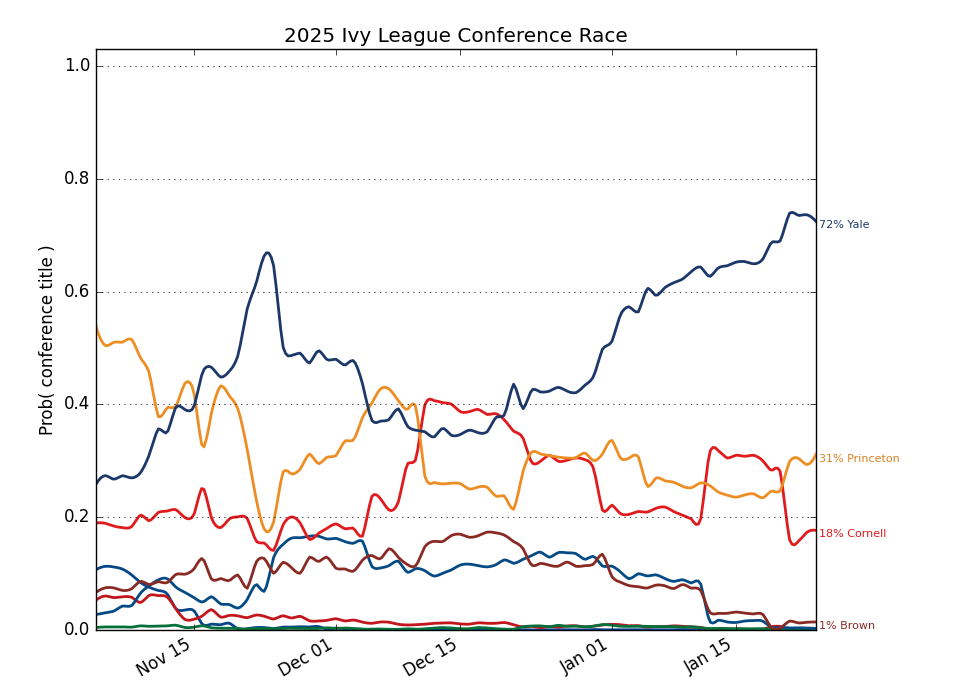 2025 Ivy League Conference Race
Prob( conference title )
1.0
0.8
0.6
0.4
0.2
0.0
72% Yale
31% Princeton
18% Cornell
1% Brown
Nov 15
Dec 01
Dec 15
Jan 01
Jan 15